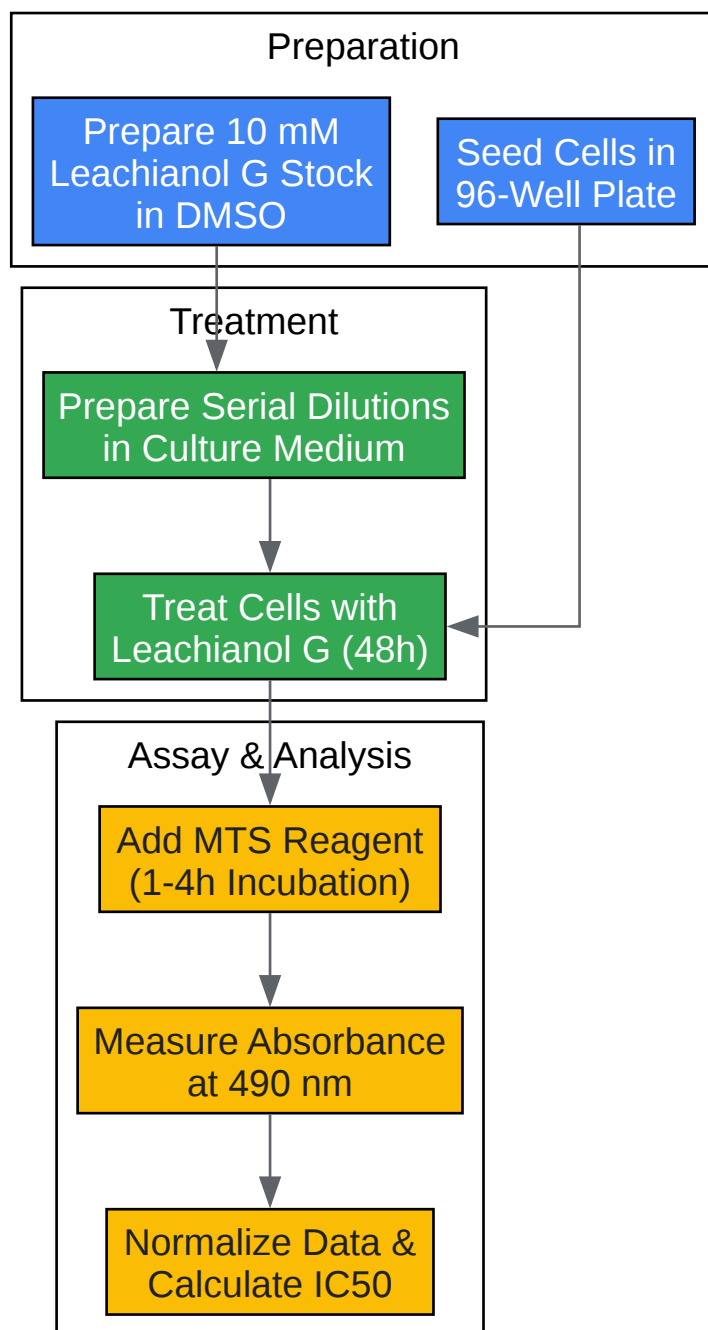 Preparation
Prepare 10 mM
Leachianol G Stock
in DMSO
Seed Cells in
96-Well Plate
Treatment
Prepare Serial Dilutions
in Culture Medium
Treat Cells with
Leachianol G (48h)
Assay & Analysis
Add MTS Reagent
(1-4h Incubation)
Measure Absorbance
at 490 nm
Normalize Data &
Calculate IC50